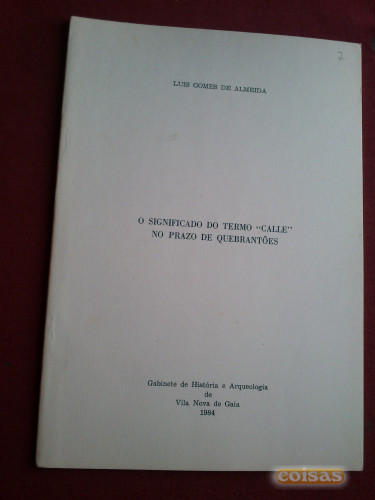 7
LUIS GOMES DE ALMEIDA
O SIGNIFICADO DO TERMO "CALLE"
NO PRAZO DE QUEBRANTÕES
Gabinete de História e Arqueologia
de
Vila Nova de Gaia
1984
coisas